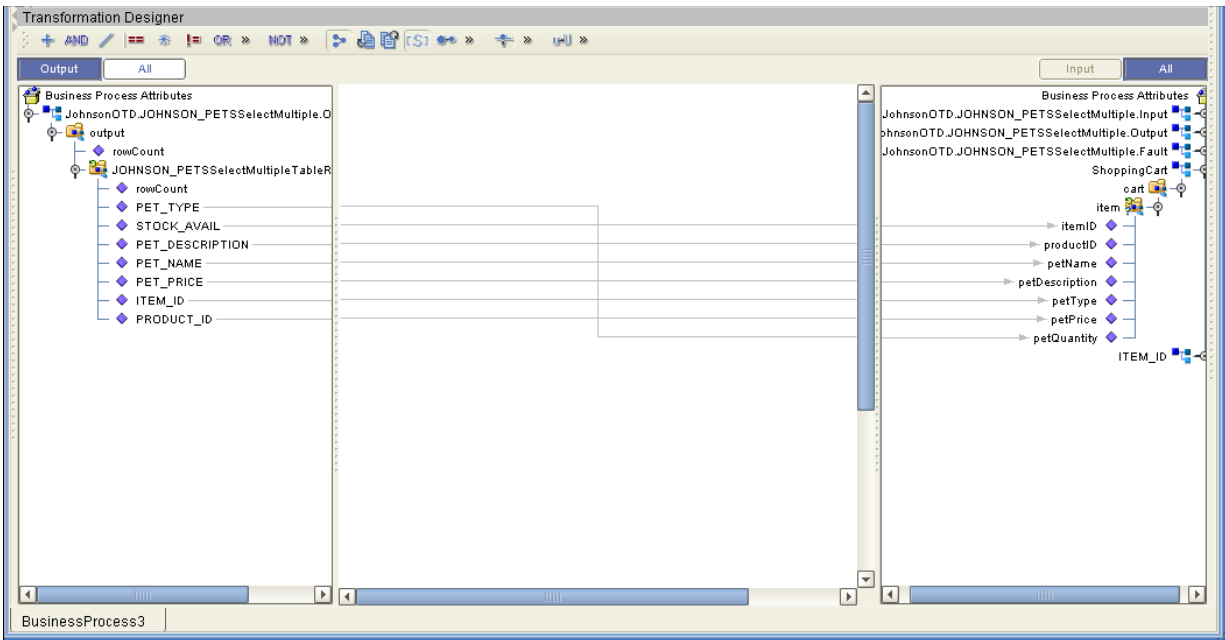 Transformation Designer
AND == != OR » NOT » [S] » » »
Output All Input All
Business Process Attributes
JohnsonOTD.JOHNSON_PETSSelectMultiple.O
output
rowCount
JOHNSON_PETSSelectMultipleTableR
rowCount
PET_TYPE
STOCK_AVAIL
PET_DESCRIPTION
PET_NAME
PET_PRICE
ITEM_ID
PRODUCT_ID
Business Process Attributes
JohnsonOTD.JOHNSON_PETSSelectMultiple.Input
ohnsonOTD.JOHNSON_PETSSelectMultiple.Output
JohnsonOTD.JOHNSON_PETSSelectMultiple.Fault
ShoppingCart
cart
item
itemID
productID
petName
petDescription
petType
petPrice
petQuantity
ITEM_ID
BusinessProcess3